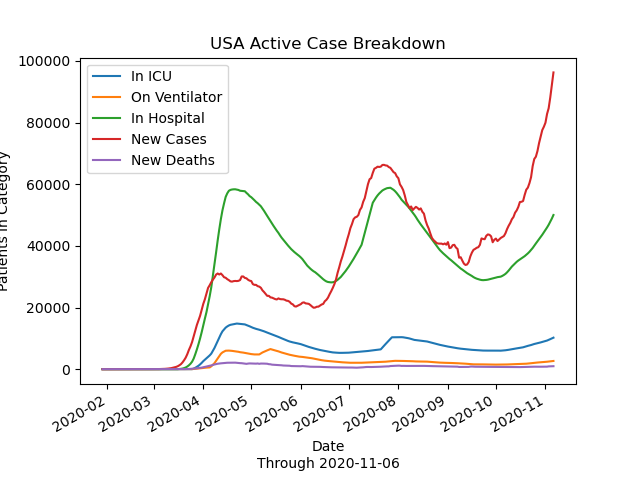 USA Active Case Breakdown
100000
80000
60000
40000
20000
0
Patients in Category
In ICU
On Ventilator
In Hospital
New Cases
New Deaths
2020-02
2020-03
2020-04
2020-05
2020-06
2020-07
2020-08
2020-09
2020-10
2020-11
Date
Through 2020-11-06